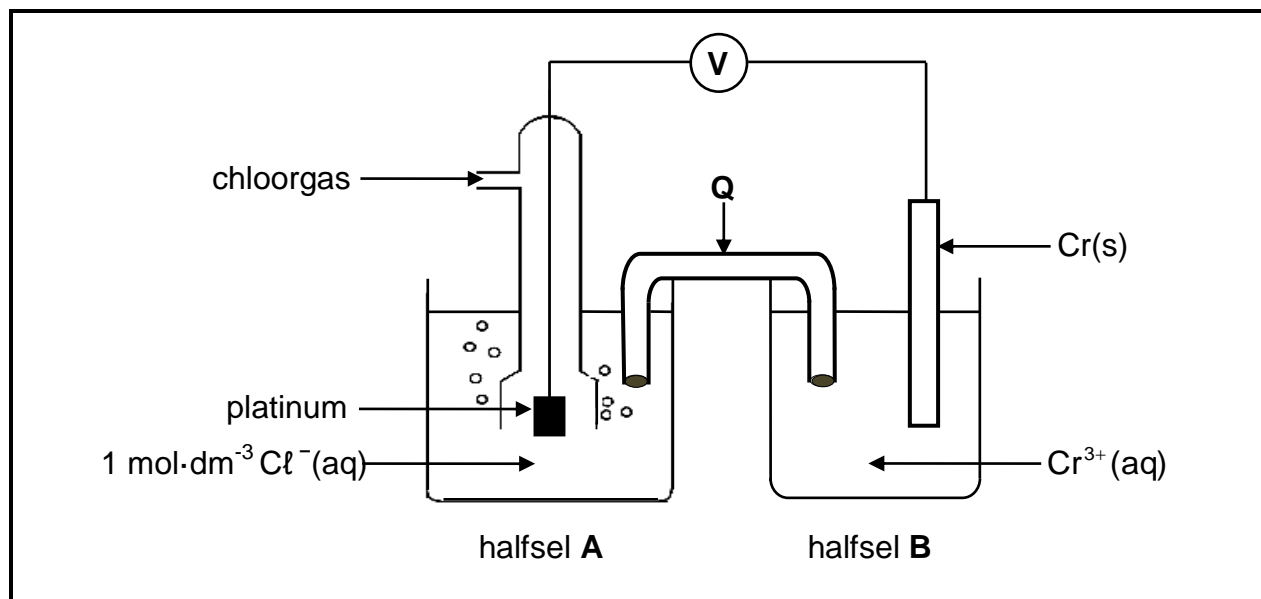 V
chloorgas
Q
Cr(s)
platinum
1 mol·dm⁻³ Cℓ⁻(aq)
Cr³⁺(aq)
halfsel A
halfsel B